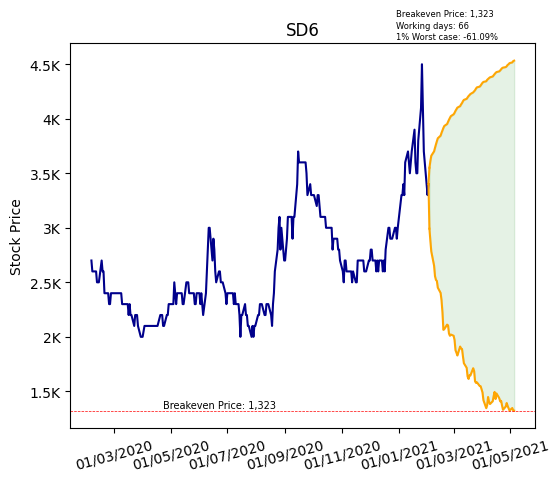 Breakeven Price: 1,323
Working days: 66
1% Worst case: -61.09%
SD6
Stock Price
4.5K
4K
3.5K
3K
2.5K
2K
1.5K
Breakeven Price: 1,323
01/03/2020
01/05/2020
01/07/2020
01/09/2020
01/11/2020
01/01/2021
01/03/2021
01/05/2021